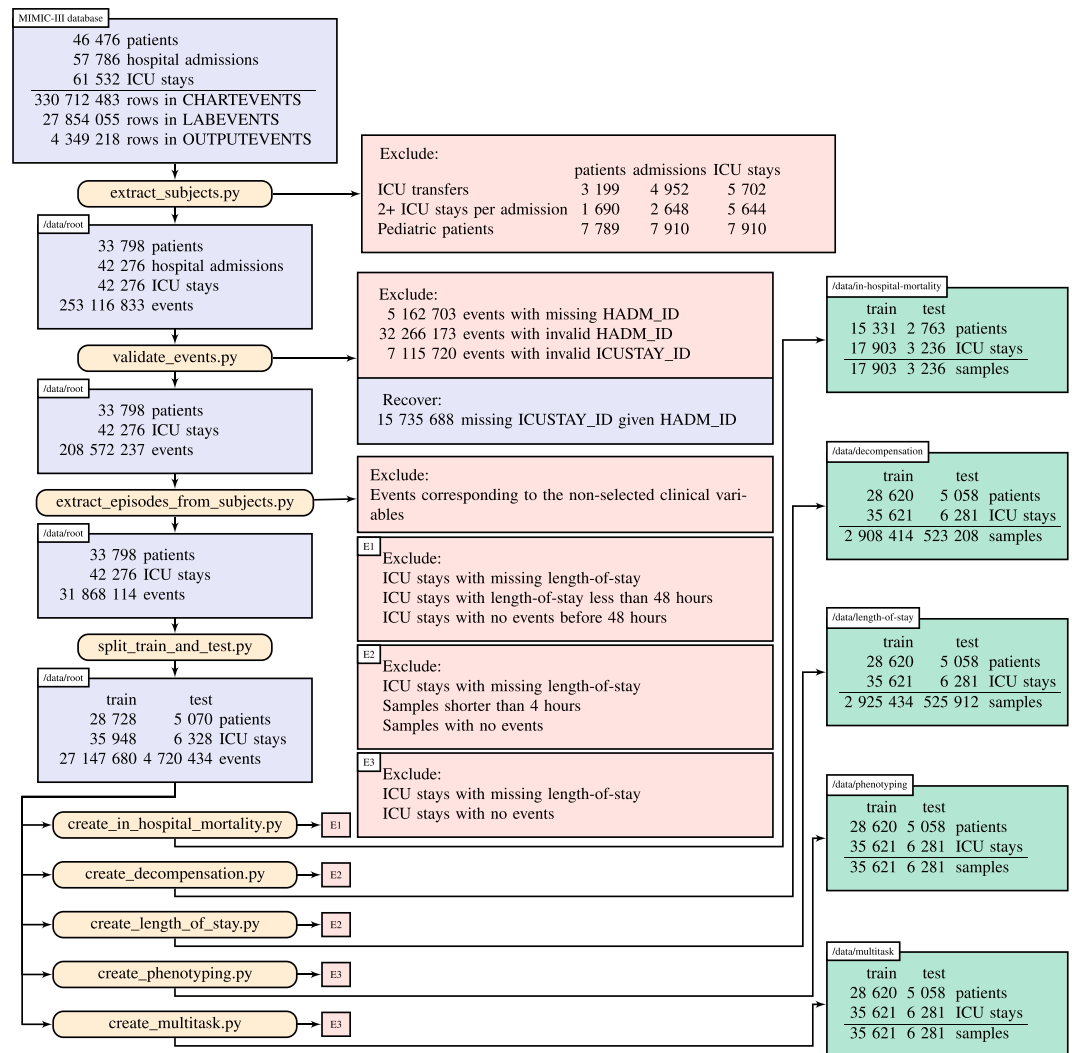 MIMIC-III database
46 476 patients
57 786 hospital admissions
61 532 ICU stays
330 712 483 rows in CHARTEVENTS
27 854 055 rows in LABEVENTS
4 349 218 rows in OUTPUTEVENTS
extract_subjects.py
Exclude:
patients admissions ICU stays
ICU transfers 3 199 4 952 5 702
2+ ICU stays per admission 1 690 2 648 5 644
Pediatric patients 7 789 7 910 7 910
/data/root
33 798 patients
42 276 hospital admissions
42 276 ICU stays
253 116 833 events
validate_events.py
Exclude:
5 162 703 events with missing HADM_ID
32 266 173 events with invalid HADM_ID
7 115 720 events with invalid ICUSTAY_ID
Recover:
15 735 688 missing ICUSTAY_ID given HADM_ID
/data/root
33 798 patients
42 276 ICU stays
208 572 237 events
extract_episodes_from_subjects.py
Exclude:
Events corresponding to the non-selected clinical vari-
ables
/data/root
33 798 patients
42 276 ICU stays
31 868 114 events
split_train_and_test.py
/data/root
train test
28 728 5 070 patients
35 948 6 328 ICU stays
27 147 680 4 720 434 events
E1
Exclude:
ICU stays with missing length-of-stay
ICU stays with length-of-stay less than 48 hours
ICU stays with no events before 48 hours
E2
Exclude:
ICU stays with missing length-of-stay
Samples shorter than 4 hours
Samples with no events
E3
Exclude:
ICU stays with missing length-of-stay
ICU stays with no events
create_in_hospital_mortality.py
E1
create_decompensation.py
E2
create_length_of_stay.py
E2
create_phenotyping.py
E3
create_multitask.py
E3
/data/in-hospital-mortality
train test
15 331 2 763 patients
17 903 3 236 ICU stays
17 903 3 236 samples
/data/decompensation
train test
28 620 5 058 patients
35 621 6 281 ICU stays
2 908 414 523 208 samples
/data/length-of-stay
train test
28 620 5 058 patients
35 621 6 281 ICU stays
2 925 434 525 912 samples
/data/phenotyping
train test
28 620 5 058 patients
35 621 6 281 ICU stays
35 621 6 281 samples
/data/multitask
train test
28 620 5 058 patients
35 621 6 281 ICU stays
35 621 6 281 samples